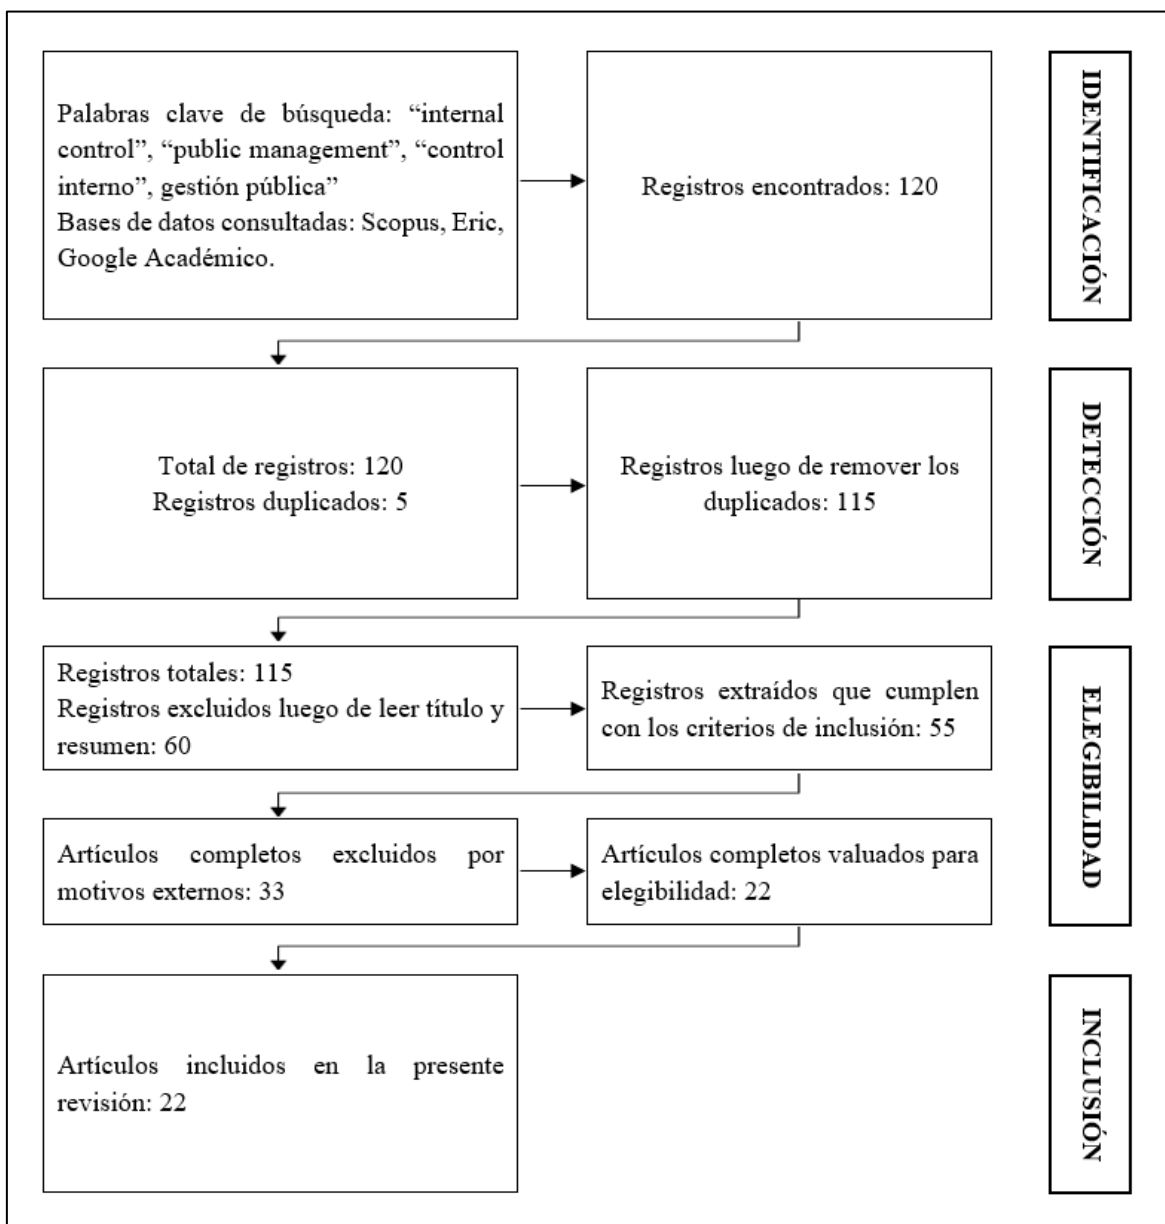 Palabras clave de búsqueda: “internal
control”, “public management”, “control
interno”, gestión pública”
Bases de datos consultadas: Scopus, Eric,
Google Académico.
Registros encontrados: 120
IDENTIFICACIÓN
Total de registros: 120
Registros duplicados: 5
Registros luego de remover los
duplicados: 115
DETECCIÓN
Registros totales: 115
Registros excluidos luego de leer título y
resumen: 60
Registros extraídos que cumplen
con los criterios de inclusión: 55
ELEGIBILIDAD
Artículos completos excluidos por
motivos externos: 33
Artículos completos valuados para
elegibilidad: 22
Artículos incluidos en la presente
revisión: 22
INCLUSIÓN